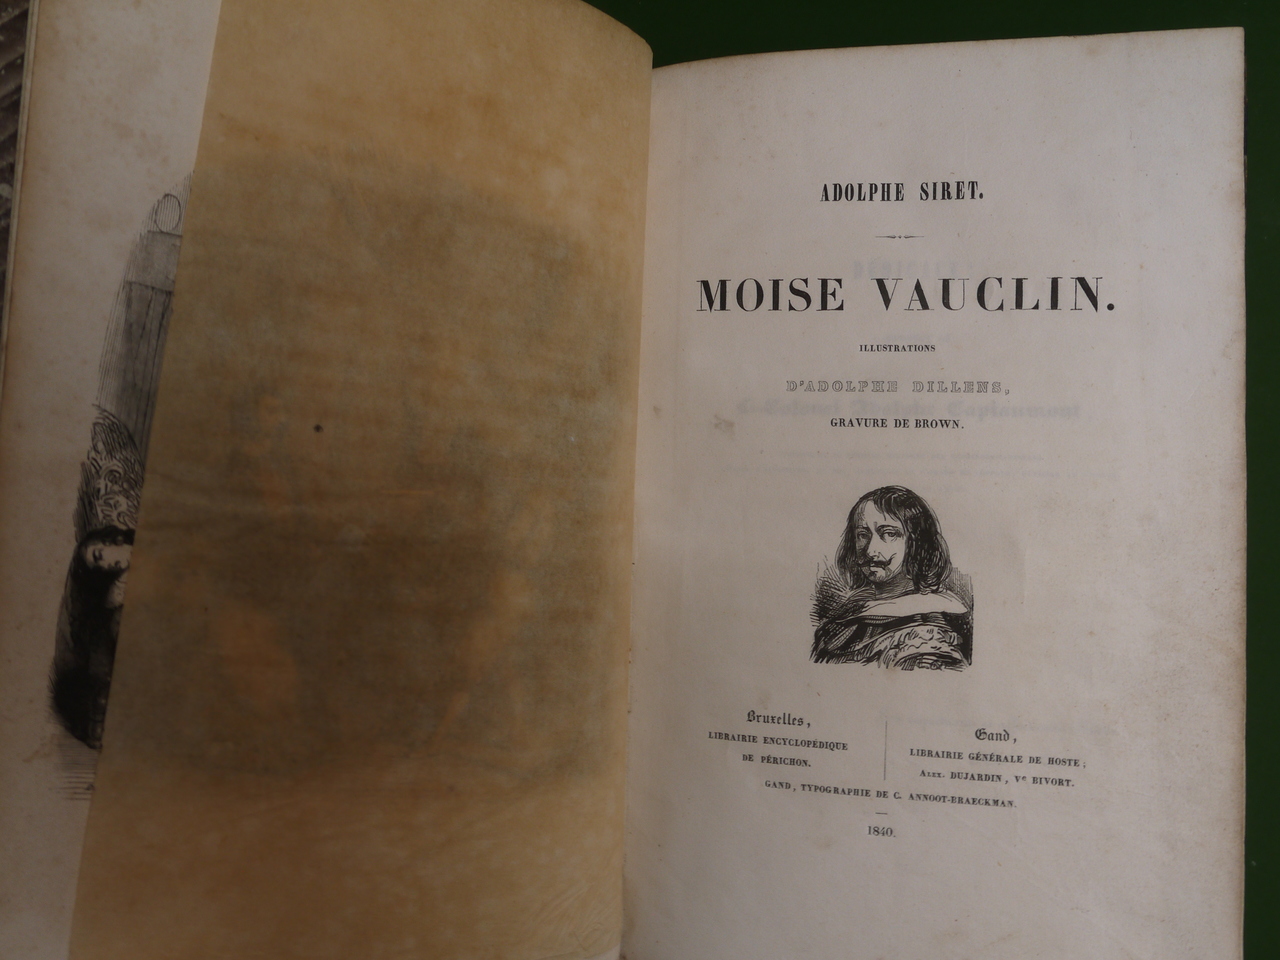 ADOLPHE SIRET.
MOISE VAUCLIN.
ILLUSTRATIONS
D'ADOLPHE DILLENS,
GRAVURE DE BROWN.
Bruxelles,
LIBRAIRIE ENCYCLOPÉDIQUE
DE PÉRICHON.
Gand,
LIBRAIRIE GÉNÉRALE DE HOSTE;
ALEX. DUJARDIN, Ve BIVORT.
GAND, TYPOGRAPHIE DE C. ANNOOT-BRAECKMAN.
1840.